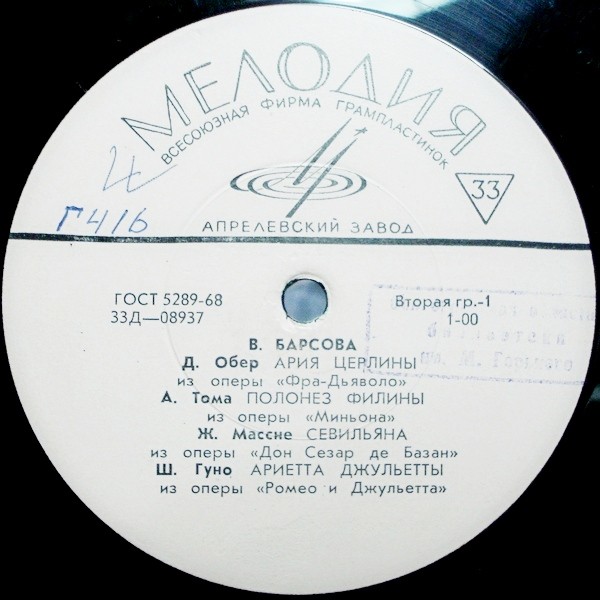 МЕЛОДИЯ
ВСЕСОЮЗНАЯ ФИРМА ГРАМПЛАСТИНОК
33
АПРЕЛЕВСКИЙ ЗАВОД
Г416
ГОСТ 5289-68
33Д—08937
Вторая гр.-1
1-00
им. М. Горького
В. БАРСОВА
Д. Обер АРИЯ ЦЕРЛИНЫ
из оперы «Фра-Дьяволо»
А. Тома ПОЛОНЕЗ ФИЛИНЫ
из оперы «Миньона»
Ж. Массне СЕВИЛЬЯНА
из оперы «Дон Сезар де Базан»
Ш. Гуно АРИЕТТА ДЖУЛЬЕТТЫ
из оперы «Ромео и Джульетта»